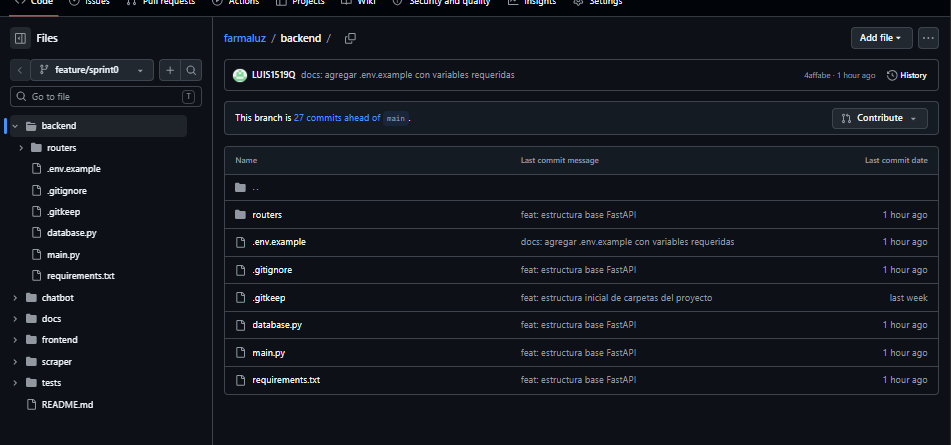 Code Issues Pull requests Actions Projects Wiki Security and quality Insights Settings
Files
feature/sprint0
Go to file T
backend
routers
.env.example
.gitignore
.gitkeep
database.py
main.py
requirements.txt
chatbot
docs
frontend
scraper
tests
README.md
farmaluz / backend /
Add file
LUIS1519Q docs: agregar .env.example con variables requeridas 4affabe · 1 hour ago History
This branch is 27 commits ahead of main.
Contribute
Name Last commit message Last commit date
..
routers feat: estructura base FastAPI 1 hour ago
.env.example docs: agregar .env.example con variables requeridas 1 hour ago
.gitignore feat: estructura base FastAPI 1 hour ago
.gitkeep feat: estructura inicial de carpetas del proyecto last week
database.py feat: estructura base FastAPI 1 hour ago
main.py feat: estructura base FastAPI 1 hour ago
requirements.txt feat: estructura base FastAPI 1 hour ago